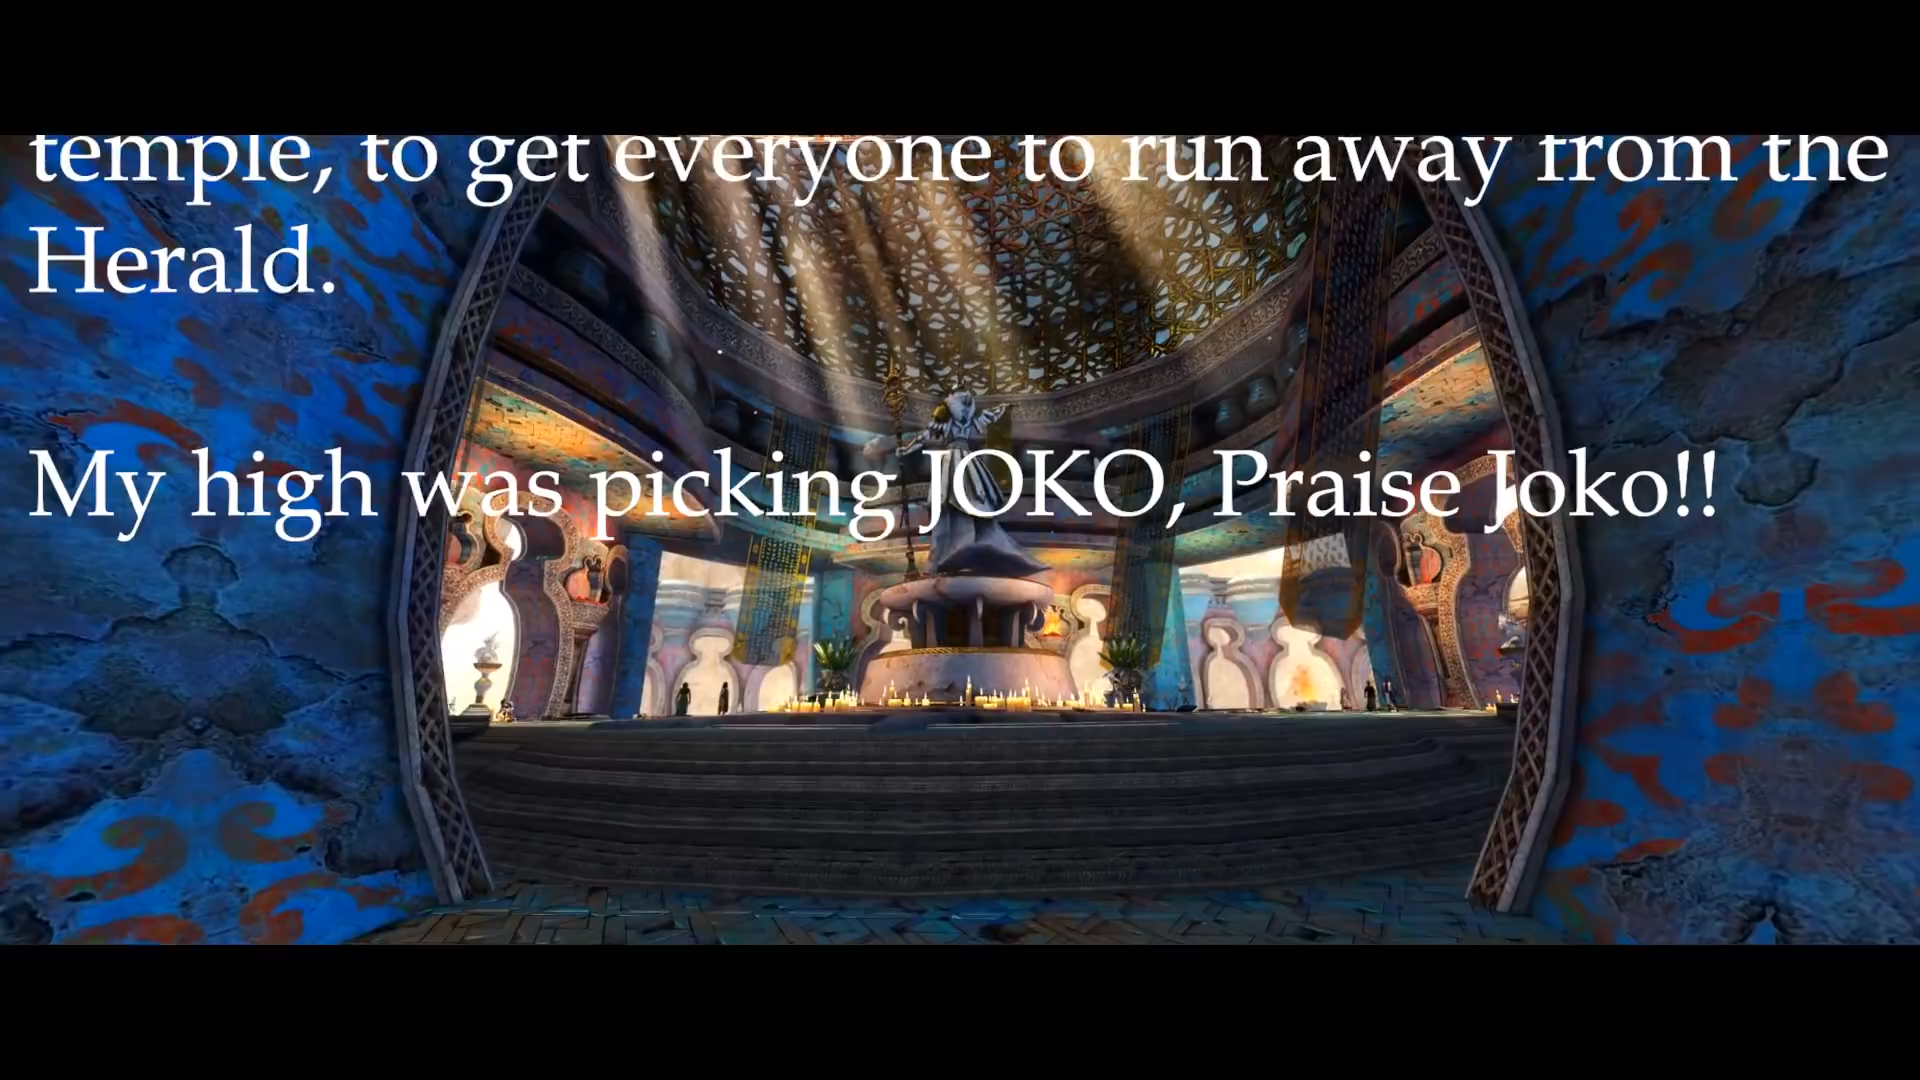 temple, to get everyone to run away from the
Herald.
My high was picking JOKO, Praise Joko!!